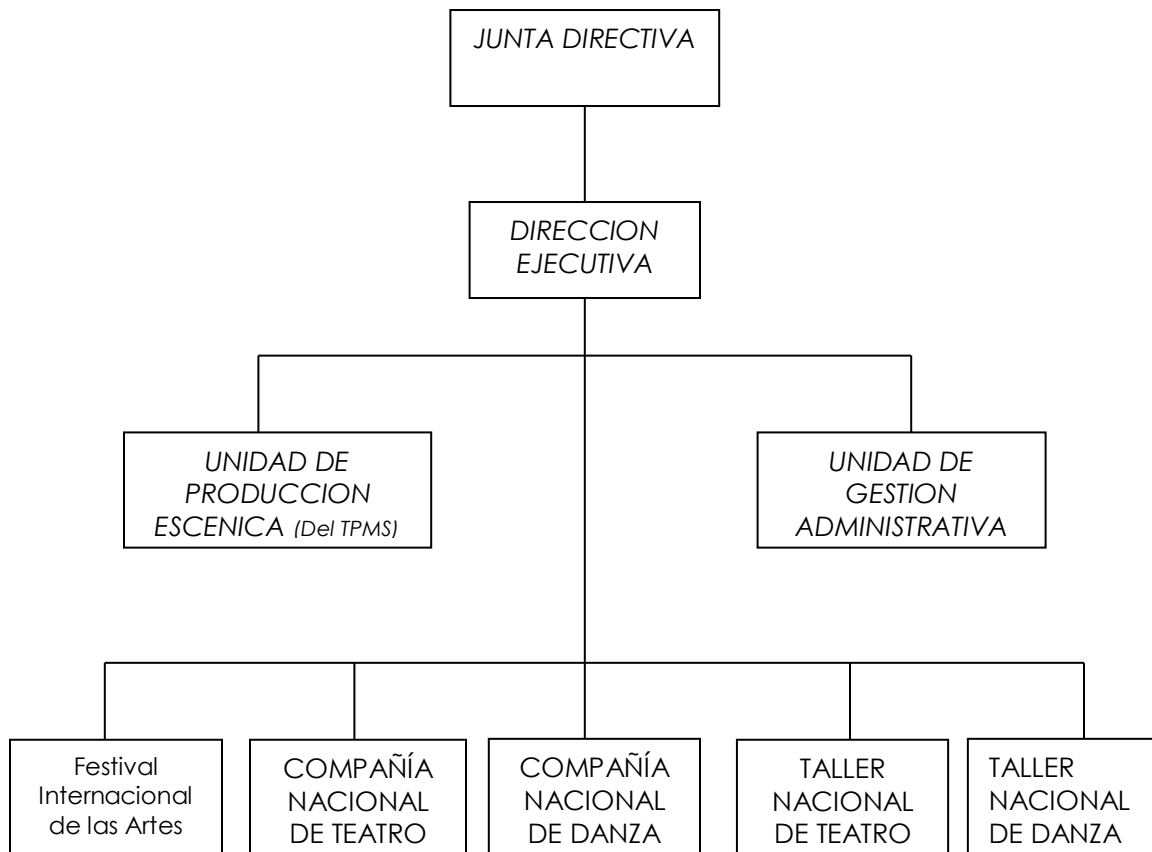 JUNTA DIRECTIVA
DIRECCION
EJECUTIVA
UNIDAD DE
PRODUCCION
ESCENICA (Del TPMS)
UNIDAD DE
GESTION
ADMINISTRATIVA
Festival
Internacional
de las Artes
COMPAÑÍA
NACIONAL
DE TEATRO
COMPAÑÍA
NACIONAL
DE DANZA
TALLER
NACIONAL
DE TEATRO
TALLER
NACIONAL
DE DANZA